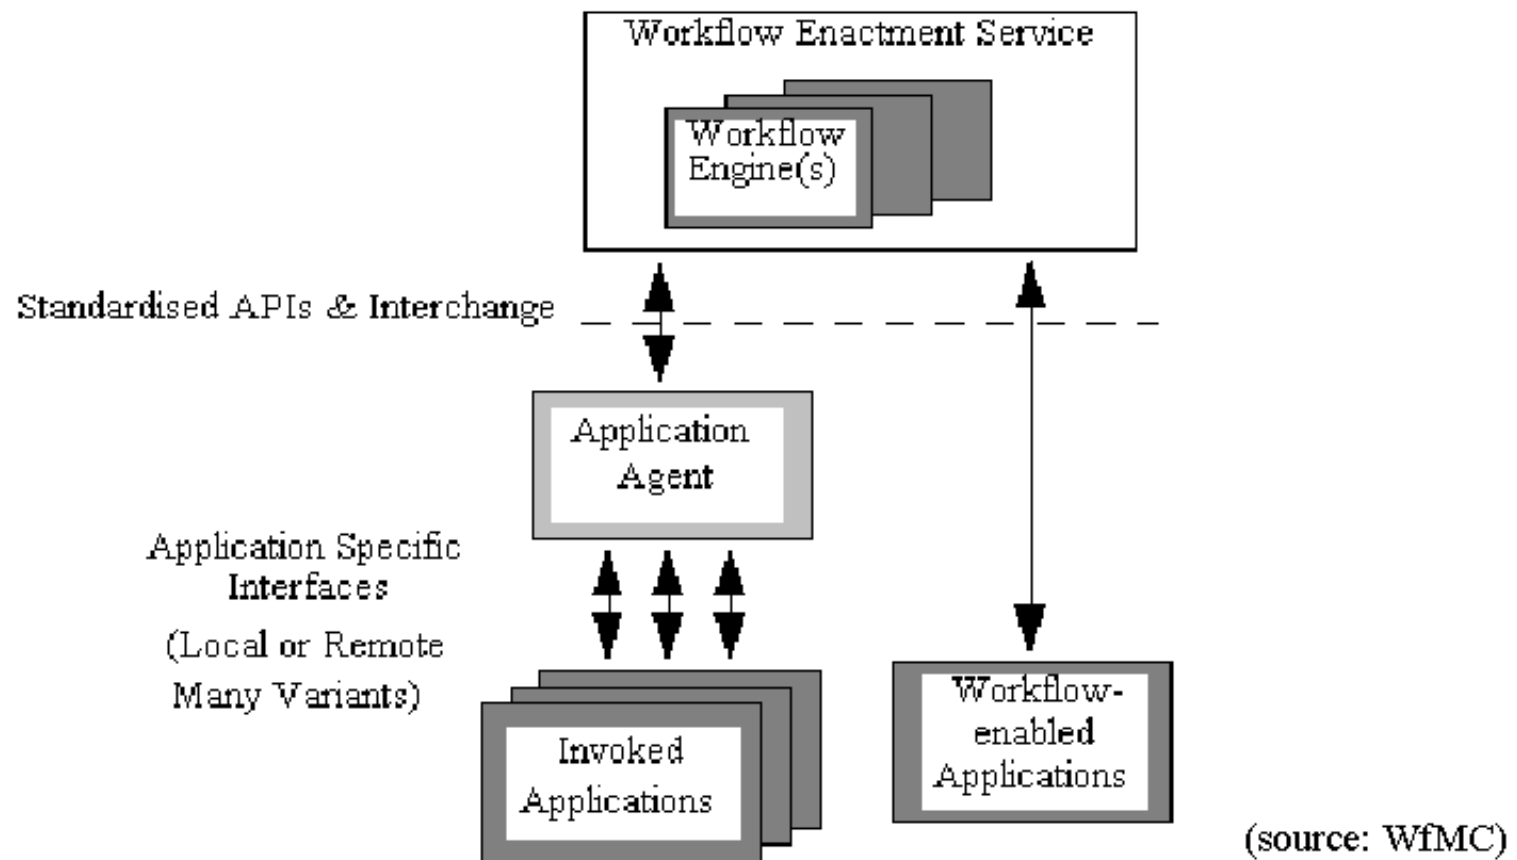 Workflow Enactment Service
Workflow
Engine(s)
Standardised APIs & Interchange
Application
Agent
Application Specific
Interfaces
(Local or Remote
Many Variants)
Invoked
Applications
Workflow-
enabled
Applications
(source: WfMC)